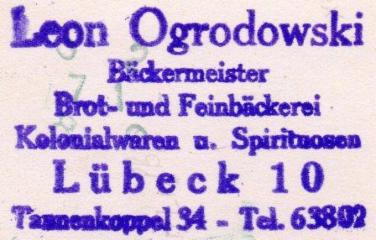 Leon Ogrodowski
Bäckermeister
Brot- und Feinbäckerei
Kolonialwaren u. Spirituosen
Lübeck 10
Tannenkoppel 34 - Tel. 63802